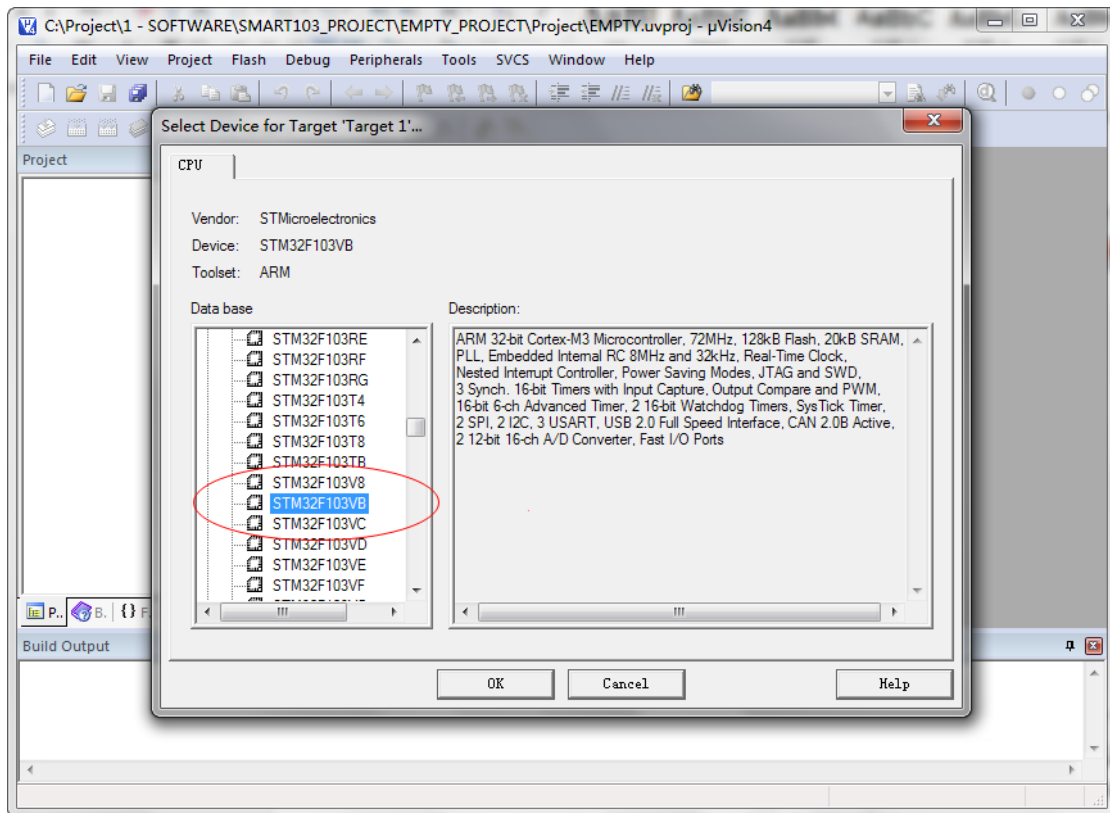 C:\Project\1 - SOFTWARE\SMART103_PROJECT\EMPTY_PROJECT\Project\EMPTY.uvproj - µVision4
File Edit View Project Flash Debug Peripherals Tools SVCS Window Help
Select Device for Target 'Target 1'...
Project
CPU
Vendor: STMicroelectronics
Device: STM32F103VB
Toolset: ARM
Data base
Description:
STM32F103RE
STM32F103RF
STM32F103RG
STM32F103T4
STM32F103T6
STM32F103T8
STM32F103TB
STM32F103V8
STM32F103VB
STM32F103VC
STM32F103VD
STM32F103VE
STM32F103VF
ARM 32-bit Cortex-M3 Microcontroller, 72MHz, 128kB Flash, 20kB SRAM,
PLL, Embedded Internal RC 8MHz and 32kHz, Real-Time Clock,
Nested Interrupt Controller, Power Saving Modes, JTAG and SWD,
3 Synch. 16-bit Timers with Input Capture, Output Compare and PWM,
16-bit 6-ch Advanced Timer, 2 16-bit Watchdog Timers, SysTick Timer,
2 SPI, 2 I2C, 3 USART, USB 2.0 Full Speed Interface, CAN 2.0B Active,
2 12-bit 16-ch A/D Converter, Fast I/O Ports
P.. B. {} F.
Build Output
OK Cancel Help